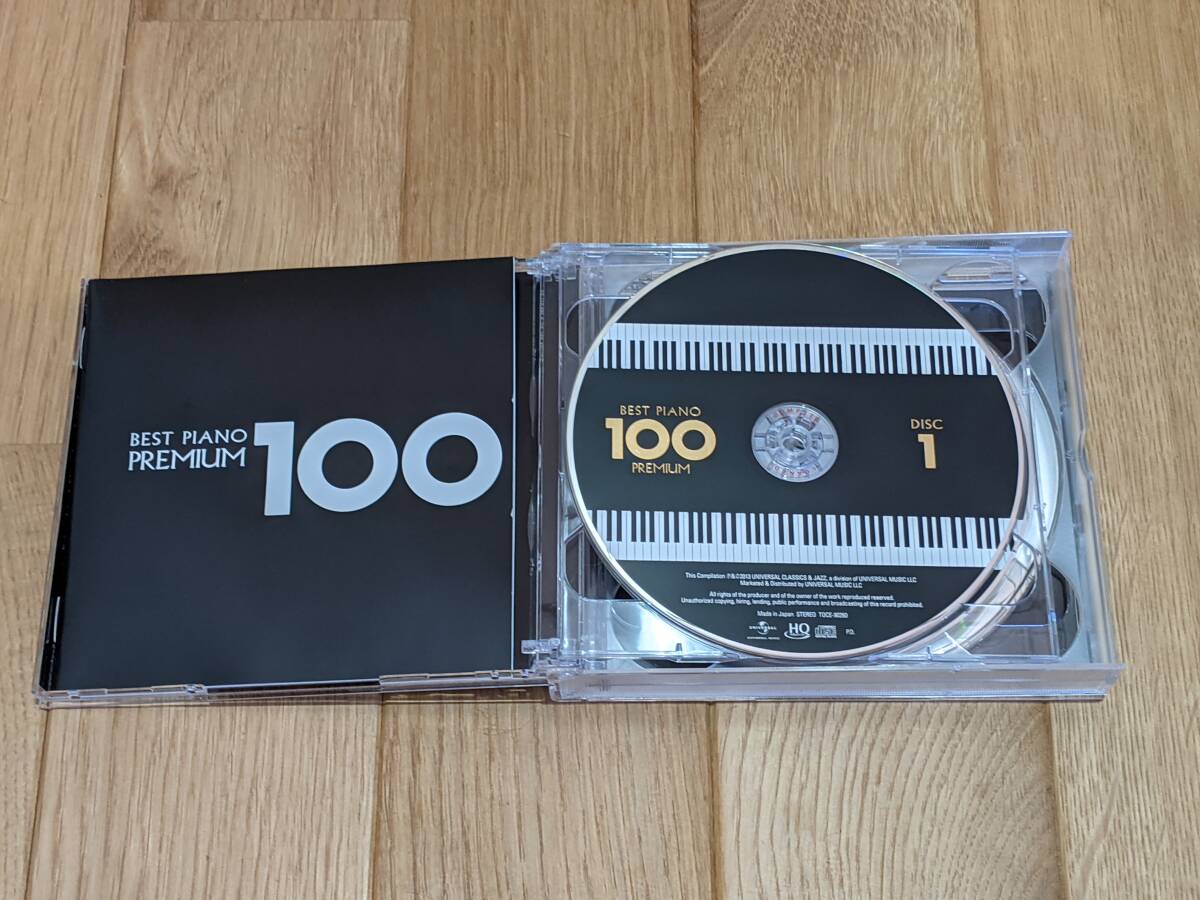 BEST PIANO
PREMIUM 100
BEST PIANO
100
PREMIUM
DISC
1
This Compilation ℗&©2013 UNIVERSAL CLASSICS & JAZZ, a division of UNIVERSAL MUSIC LLC
Marketed & Distributed by UNIVERSAL MUSIC LLC
All rights of the producer and of the owner of the work reproduced reserved.
Unauthorized copying, hiring, lending, public performance and broadcasting of this record prohibited.
Made in Japan STEREO
UNIVERSAL
HQ
P.D.